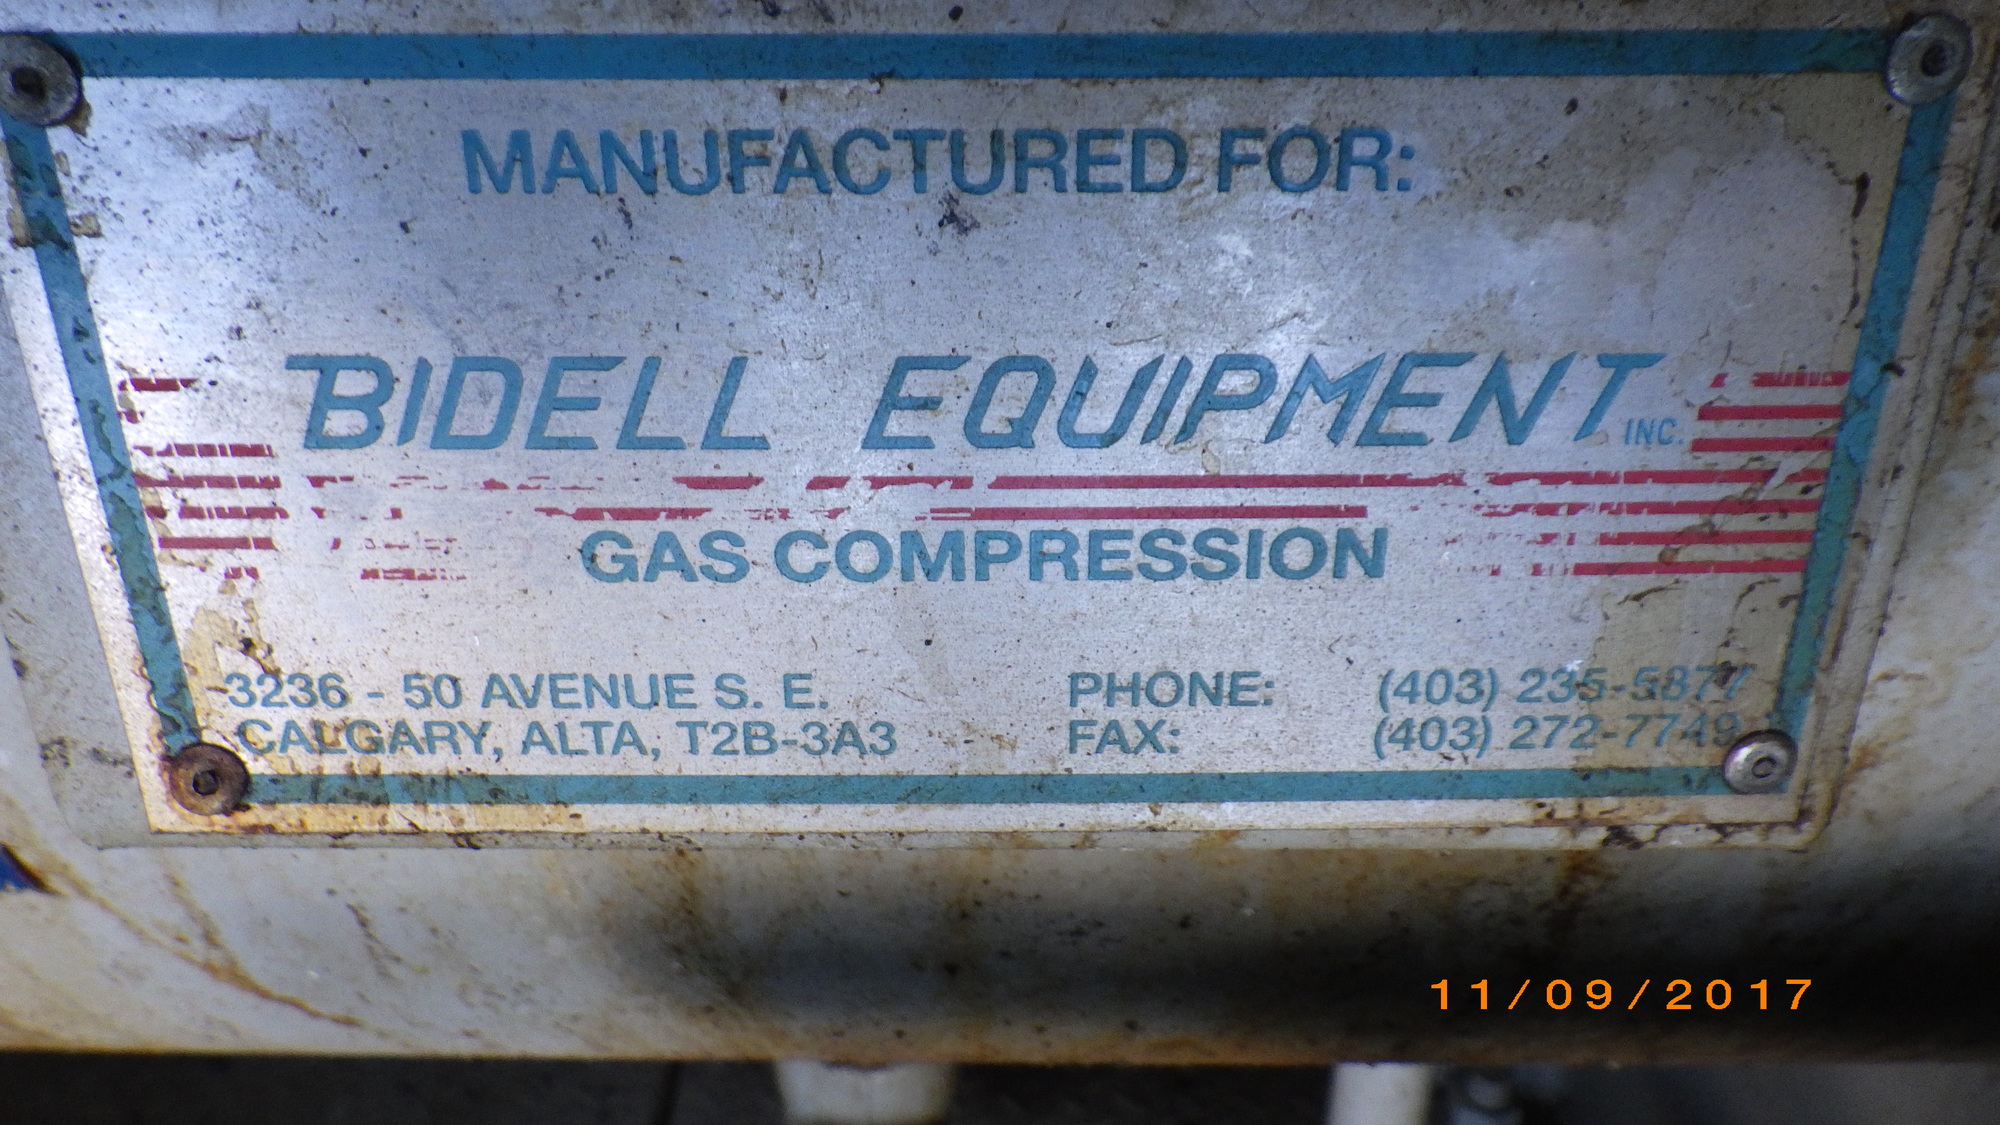 MANUFACTURED FOR:
BIDELL EQUIPMENT INC.
GAS COMPRESSION
3236 - 50 AVENUE S. E. PHONE: (403) 235-5877
CALGARY, ALTA, T2B-3A3 FAX: (403) 272-7749
11/09/2017